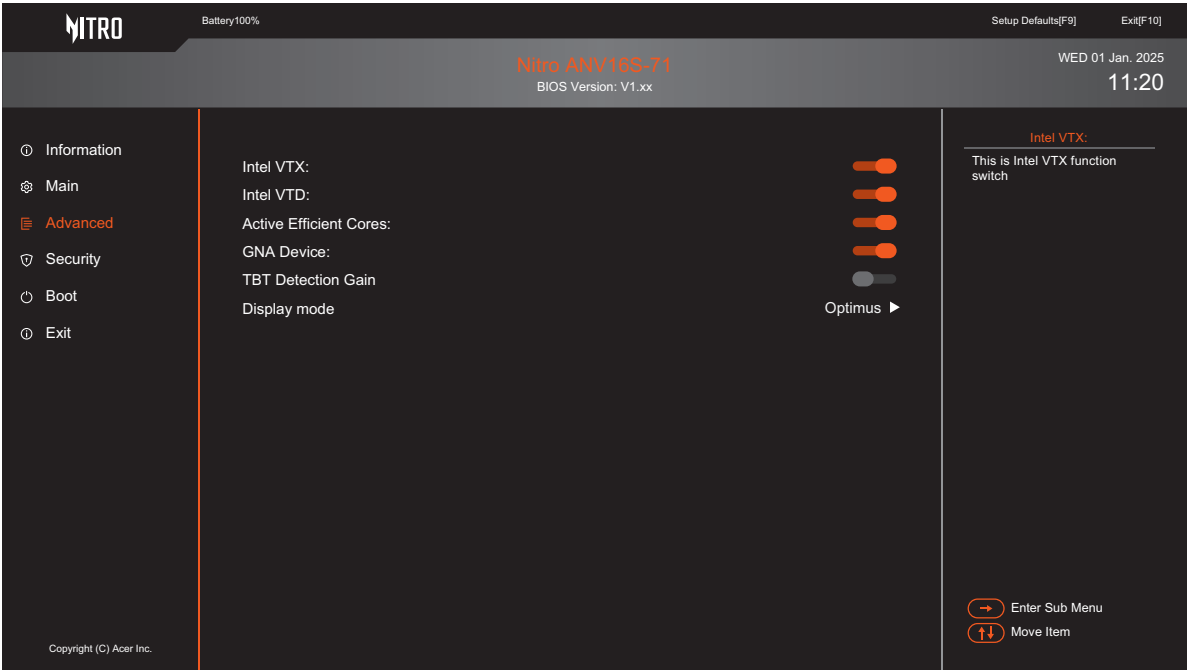 NITRO
Battery100%
Setup Defaults[F9]
Exit[F10]
Nitro ANV16S-71
BIOS Version: V1.xx
WED 01 Jan. 2025
11:20
Information
Main
Advanced
Security
Boot
Exit
Intel VTX:
Intel VTD:
Active Efficient Cores:
GNA Device:
TBT Detection Gain
Display mode
Optimus
Intel VTX:
This is Intel VTX function
switch
Enter Sub Menu
Move Item
Copyright (C) Acer Inc.